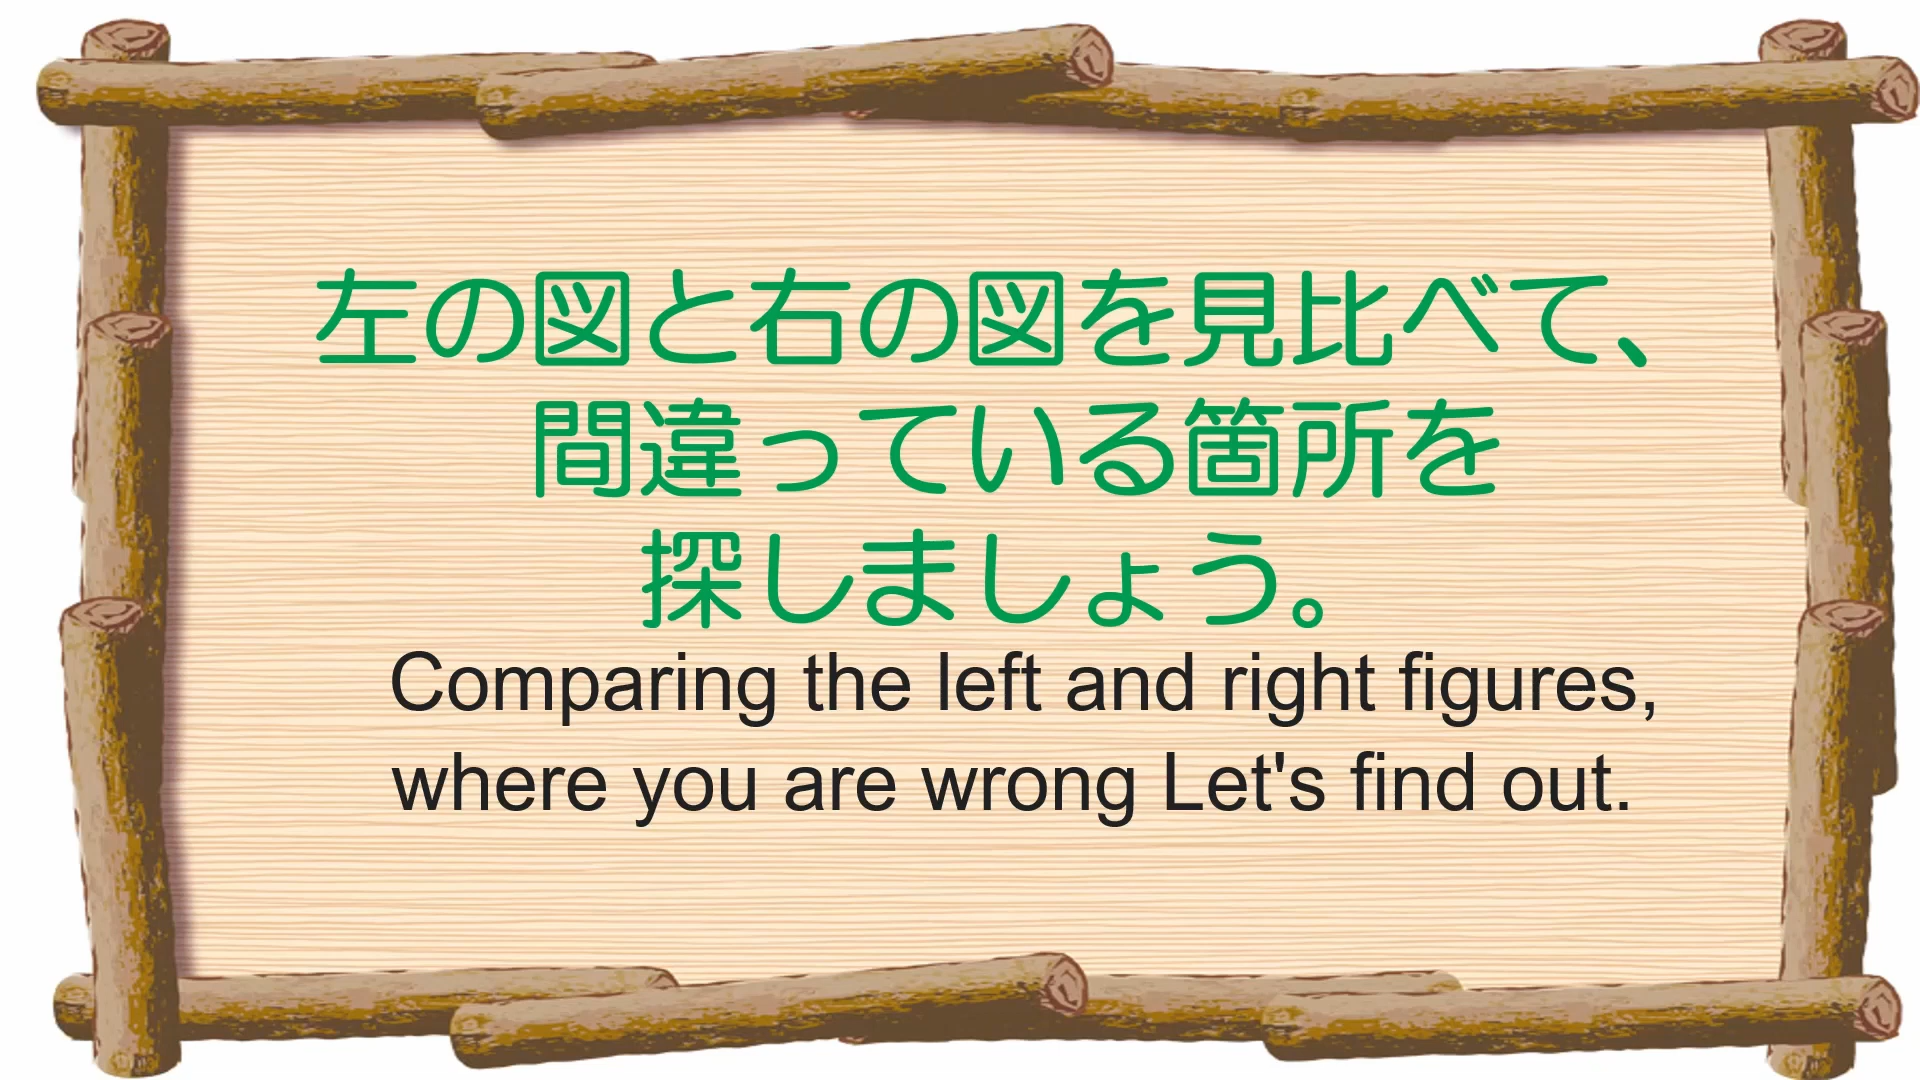 左の図と右の図を見比べて、
間違っている箇所を
探しましょう。
Comparing the left and right figures,
where you are wrong Let's find out.